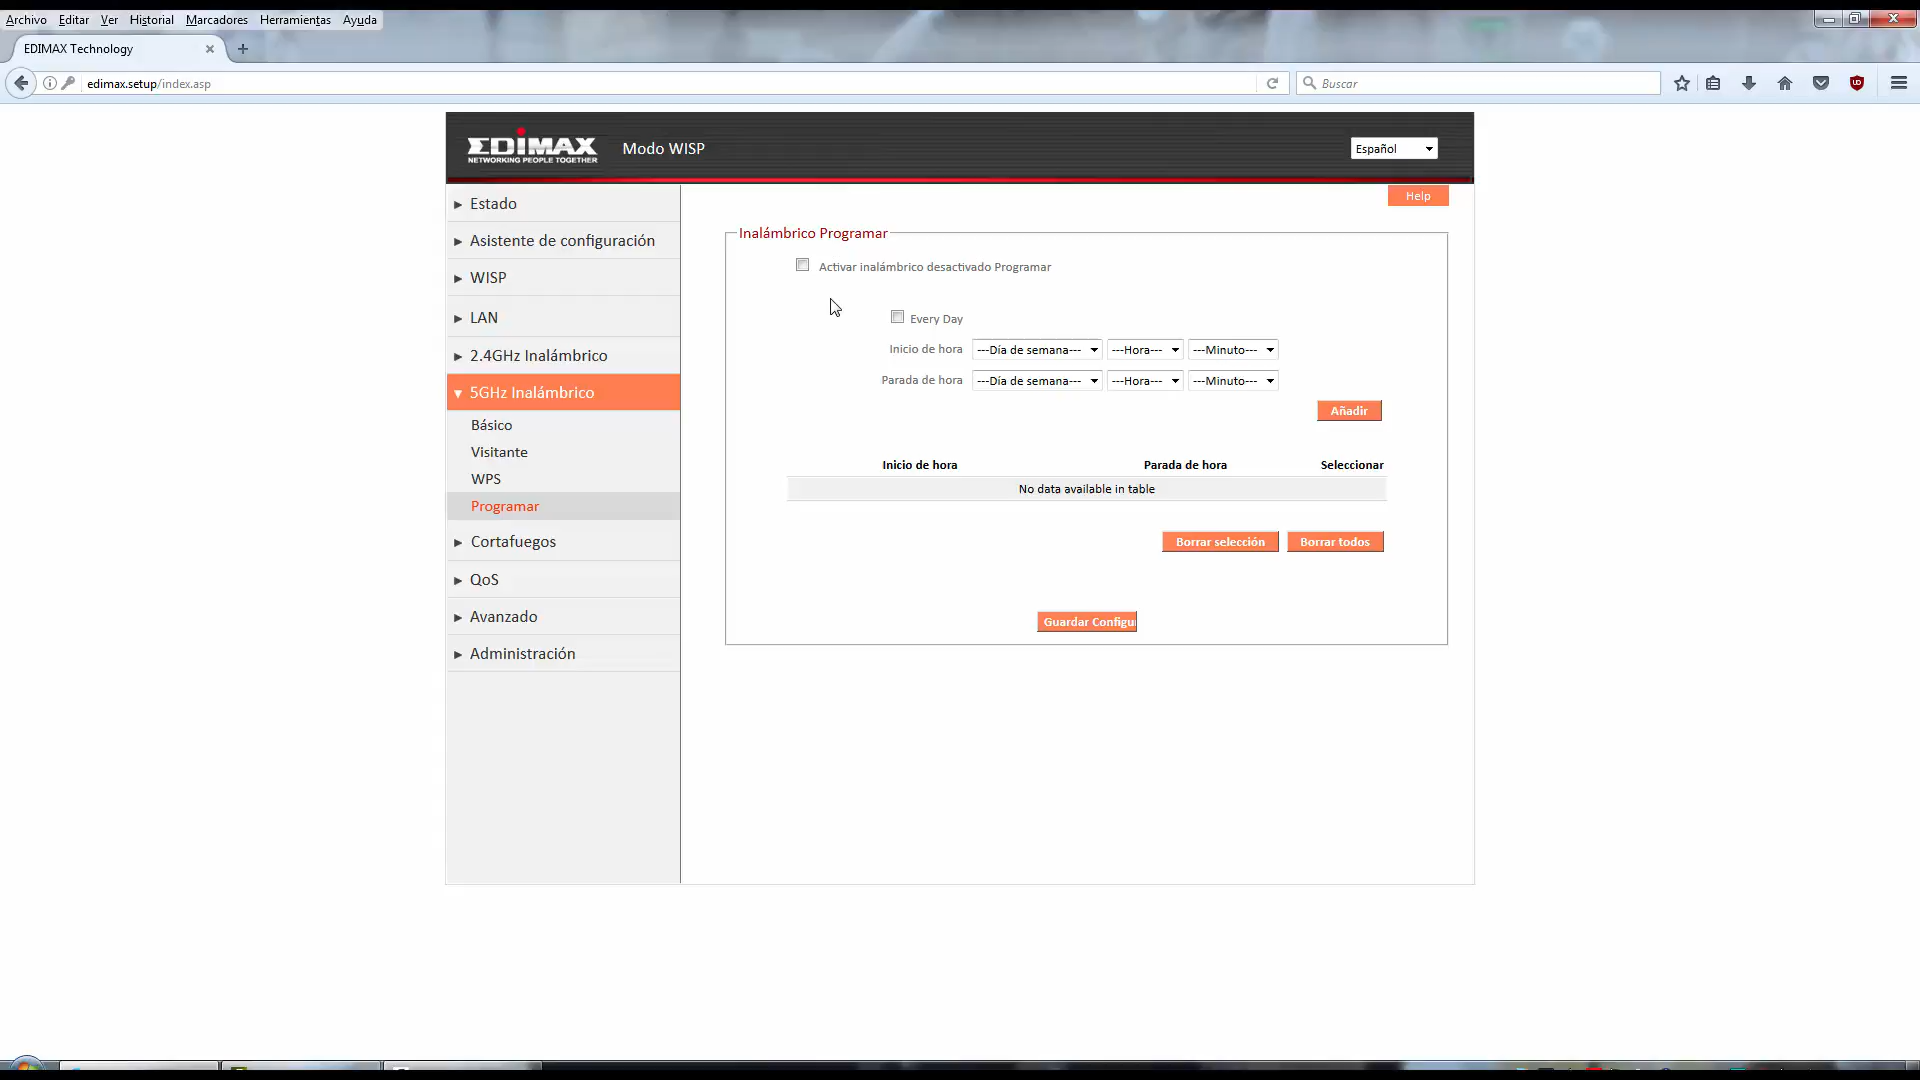 Archivo Editar Ver Historial Marcadores Herramientas Ayuda
EDIMAX Technology
edimax.setup/index.asp
Buscar
EDIMAX
NETWORKING PEOPLE TOGETHER
Modo WISP
Español
Help
Estado
Asistente de configuración
WISP
LAN
2.4GHz Inalámbrico
5GHz Inalámbrico
Básico
Visitante
WPS
Programar
Cortafuegos
QoS
Avanzado
Administración
Inalámbrico Programar
Activar inalámbrico desactivado Programar
Every Day
Inicio de hora ---Día de semana--- ---Hora--- ---Minuto---
Parada de hora ---Día de semana--- ---Hora--- ---Minuto---
Añadir
Inicio de hora Parada de hora Seleccionar
No data available in table
Borrar selección Borrar todos
Guardar Configu